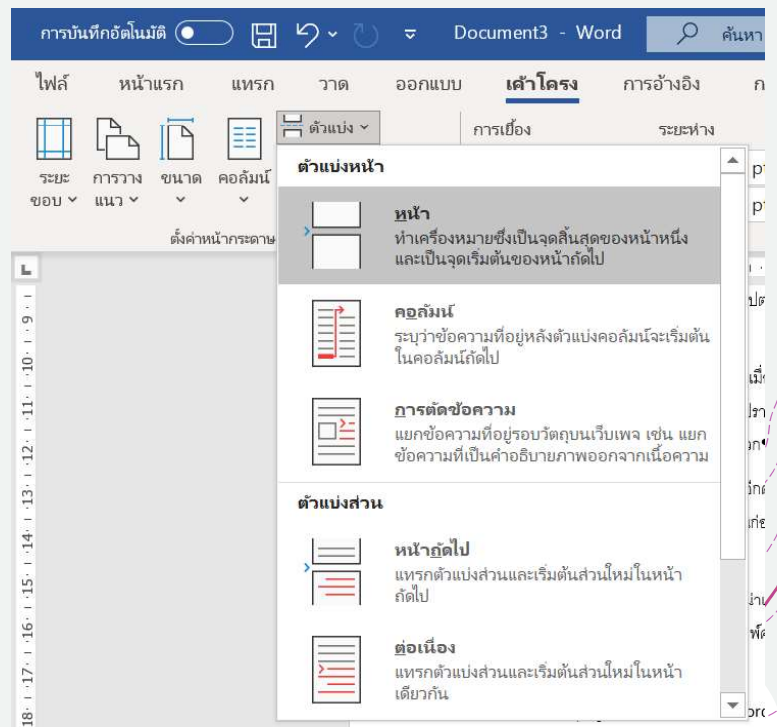 การบันทึกอัตโนมัติ Document3 - Word ค้นหา
ไฟล์ หน้าแรก แทรก วาด ออกแบบ เค้าโครง การอ้างอิง ก
ตัวแบ่ง การเยื้อง ระยะห่าง
ระยะขอบ การวางแนว ขนาด คอลัมน์
ตั้งค่าหน้ากระดาษ
ตัวแบ่งหน้า
หน้า
ทำเครื่องหมายซึ่งเป็นจุดสิ้นสุดของหน้าหนึ่ง
และเป็นจุดเริ่มต้นของหน้าถัดไป
คอลัมน์
ระบุว่าข้อความที่อยู่หลังตัวแบ่งคอลัมน์จะเริ่มต้น
ในคอลัมน์ถัดไป
การตัดข้อความ
แยกข้อความที่อยู่รอบวัตถุบนเว็บเพจ เช่น แยก
ข้อความที่เป็นคำอธิบายภาพออกจากเนื้อความ
ตัวแบ่งส่วน
หน้าถัดไป
แทรกตัวแบ่งส่วนและเริ่มต้นส่วนใหม่ในหน้า
ถัดไป
ต่อเนื่อง
แทรกตัวแบ่งส่วนและเริ่มต้นส่วนใหม่ในหน้า
เดียวกัน
9 10 11 12 13 14 15 16 17 18